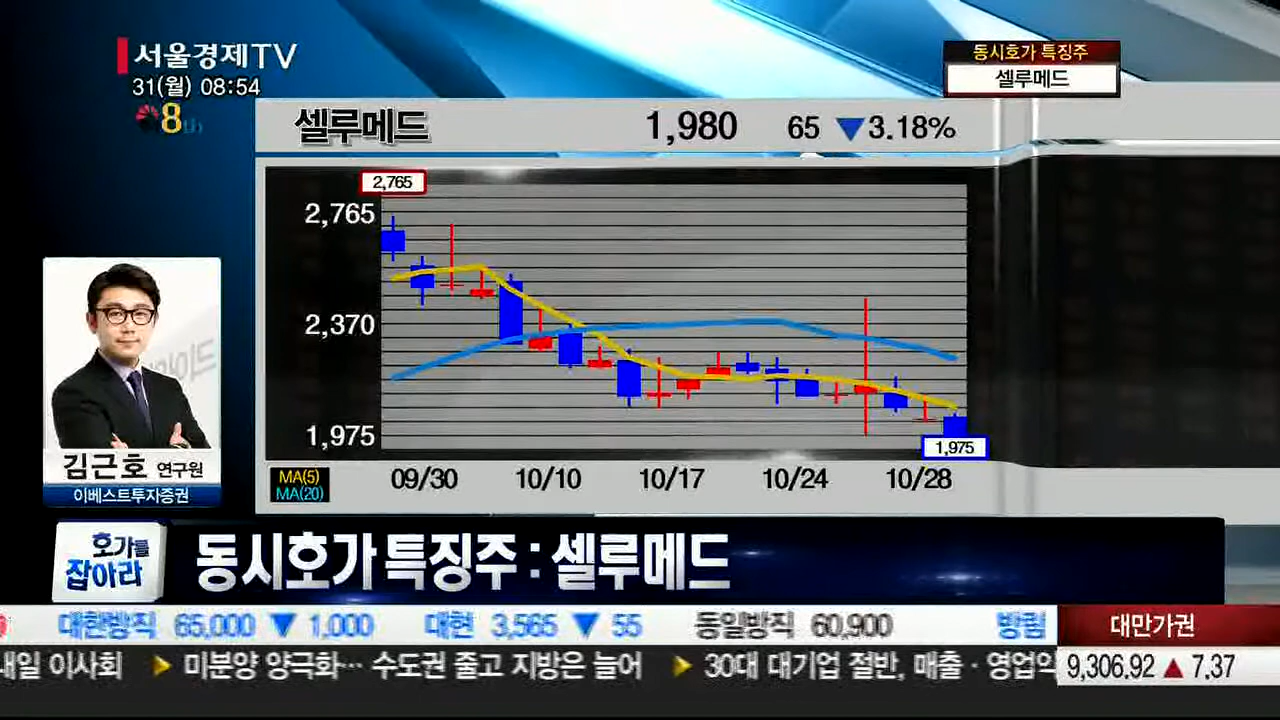 서울경제TV
31(월) 08:54
8
동시호가 특징주
셀루메드
셀루메드 1,980 65 ▼3.18%
2,765
2,765
2,370
1,975
1,975
MA(5)
MA(20)
09/30 10/10 10/17 10/24 10/28
김근호 연구원
이베스트투자증권
호가를
잡아라
동시호가 특징주 : 셀루메드
대한방직 65,000 ▼ 1,000 대현 3,565 ▼ 55 동일방직 60,900 방림
대만가권
내일 이사회 ▶ 미분양 양극화… 수도권 줄고 지방은 늘어 ▶ 30대 대기업 절반, 매출·영업익
9,306.92 ▲ 7.37